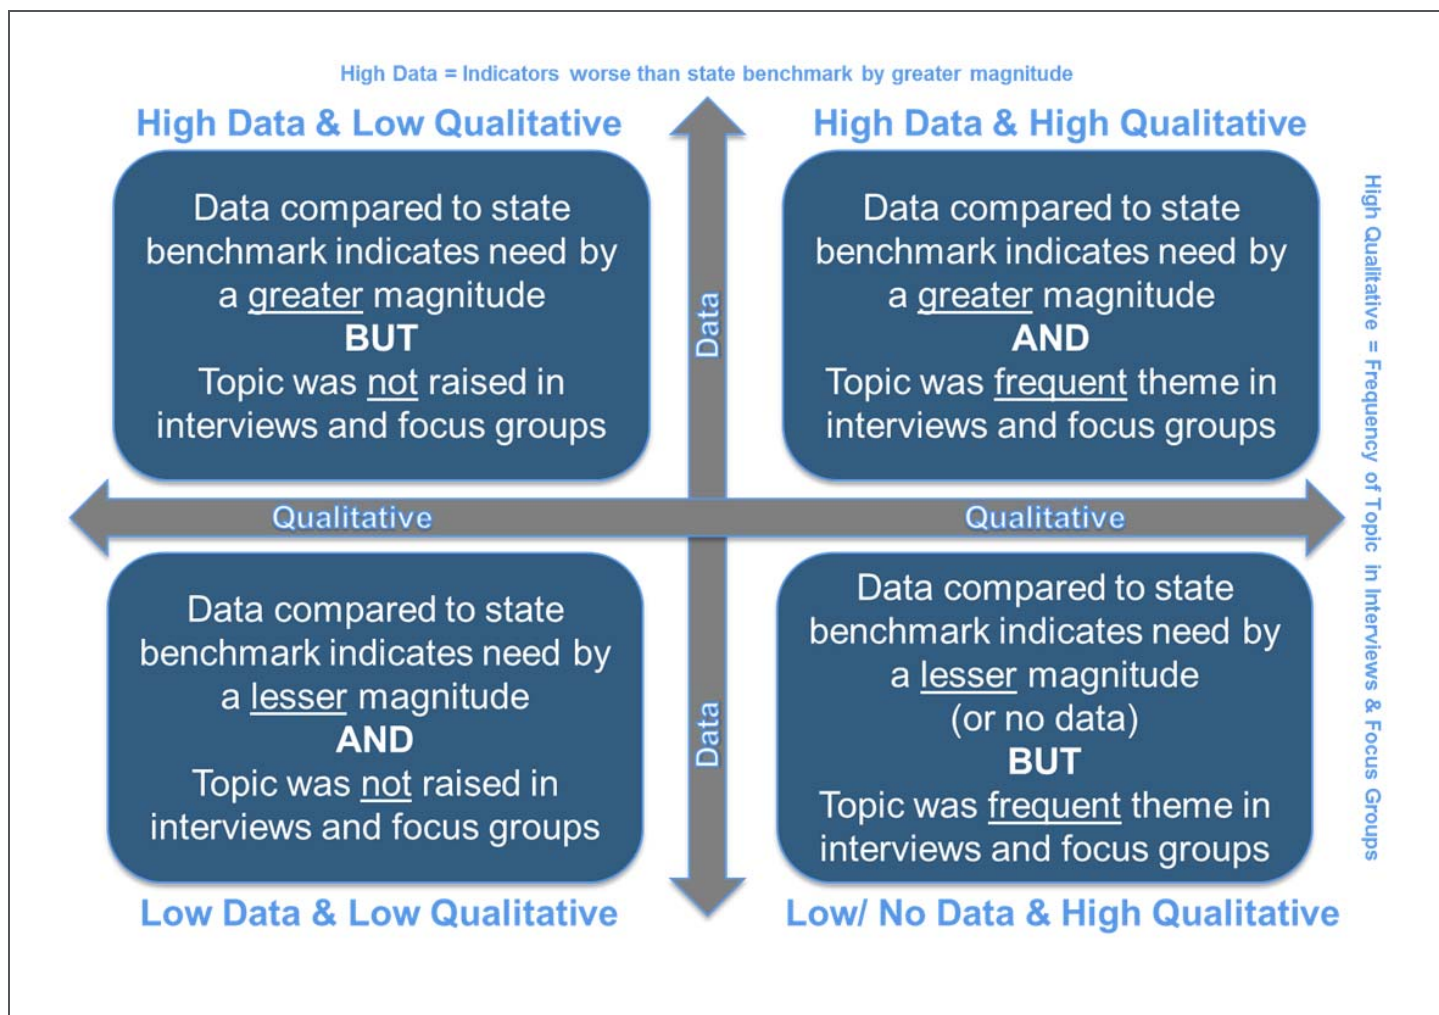 High Data = Indicators worse than state benchmark by greater magnitude
High Data & Low Qualitative
High Data & High Qualitative
Data compared to state
benchmark indicates need by
a greater magnitude
BUT
Topic was not raised in
interviews and focus groups
Data
Data compared to state
benchmark indicates need by
a greater magnitude
AND
Topic was frequent theme in
interviews and focus groups
High Qualitative = Frequency of Topic in Interviews & Focus Groups
Qualitative
Qualitative
Data compared to state
benchmark indicates need by
a lesser magnitude
AND
Topic was not raised in
interviews and focus groups
Data
Data compared to state
benchmark indicates need by
a lesser magnitude
(or no data)
BUT
Topic was frequent theme in
interviews and focus groups
Low Data & Low Qualitative
Low/ No Data & High Qualitative